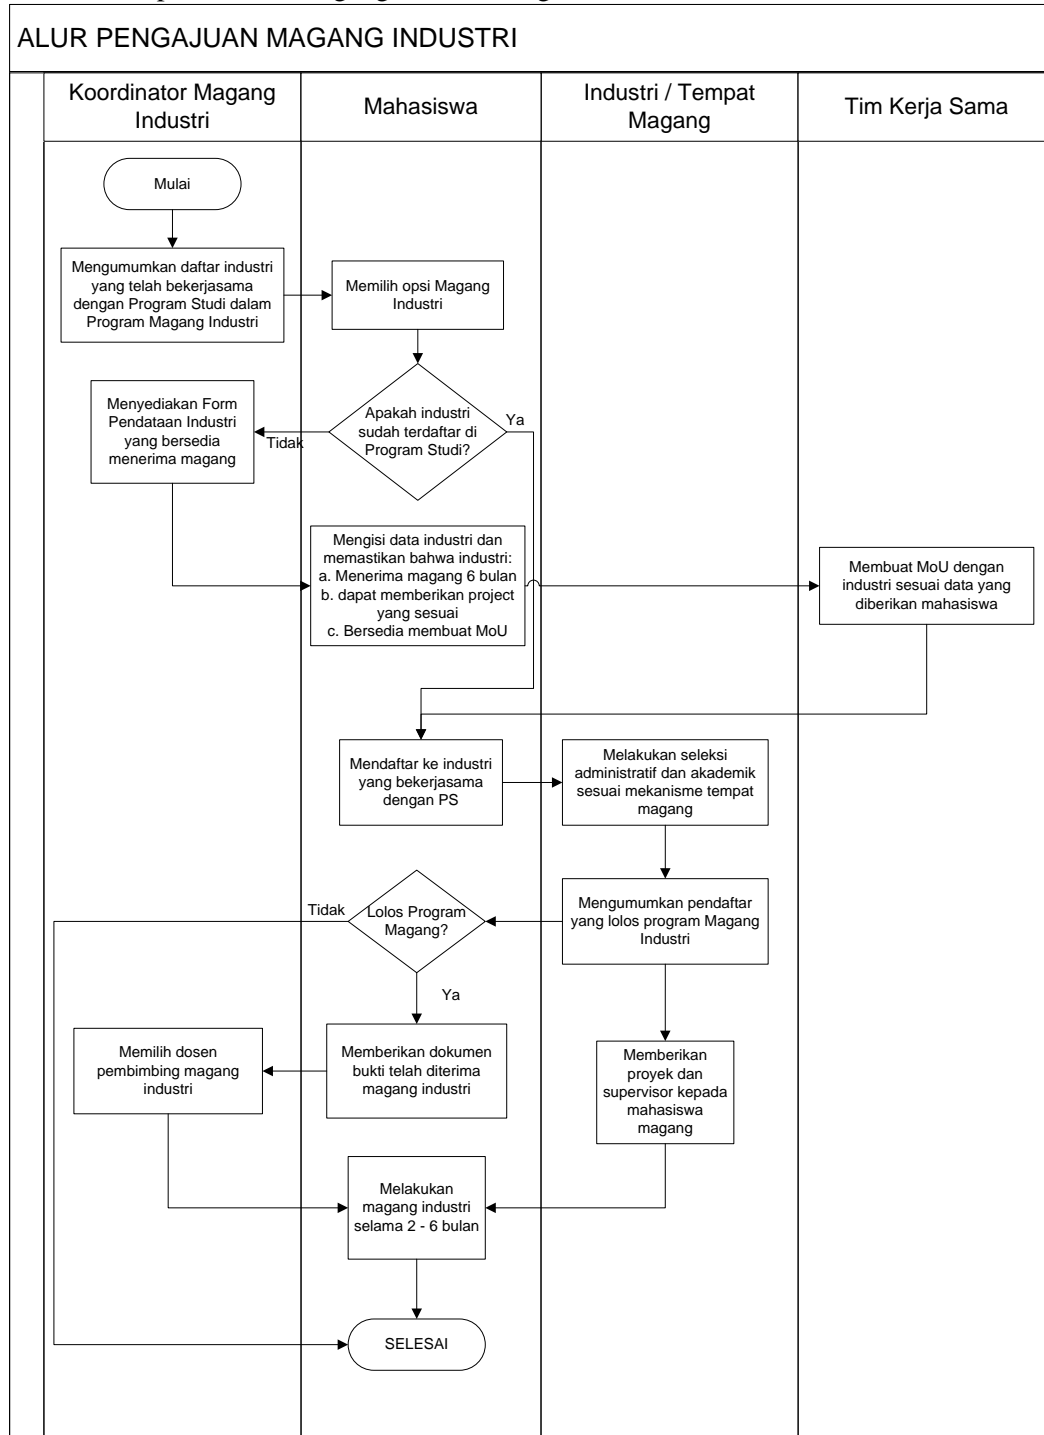 ALUR PENGAJUAN MAGANG INDUSTRI
Koordinator Magang
Industri
Mahasiswa
Industri / Tempat
Magang
Tim Kerja Sama
Mulai
Mengumumkan daftar industri
yang telah bekerjasama
dengan Program Studi dalam
Program Magang Industri
Memilih opsi Magang
Industri
Menyediakan Form
Pendataan Industri
yang bersedia
menerima magang
Tidak
Apakah industri
sudah terdaftar di
Program Studi?
Ya
Mengisi data industri dan
memastikan bahwa industri:
a. Menerima magang 6 bulan
b. dapat memberikan project
yang sesuai
c. Bersedia membuat MoU
Membuat MoU dengan
industri sesuai data yang
diberikan mahasiswa
Mendaftar ke industri
yang bekerjasama
dengan PS
Melakukan seleksi
administratif dan akademik
sesuai mekanisme tempat
magang
Tidak
Lolos Program
Magang?
Mengumumkan pendaftar
yang lolos program Magang
Industri
Ya
Memilih dosen
pembimbing magang
industri
Memberikan dokumen
bukti telah diterima
magang industri
Memberikan
proyek dan
supervisor kepada
mahasiswa
magang
Melakukan
magang industri
selama 2 - 6 bulan
SELESAI